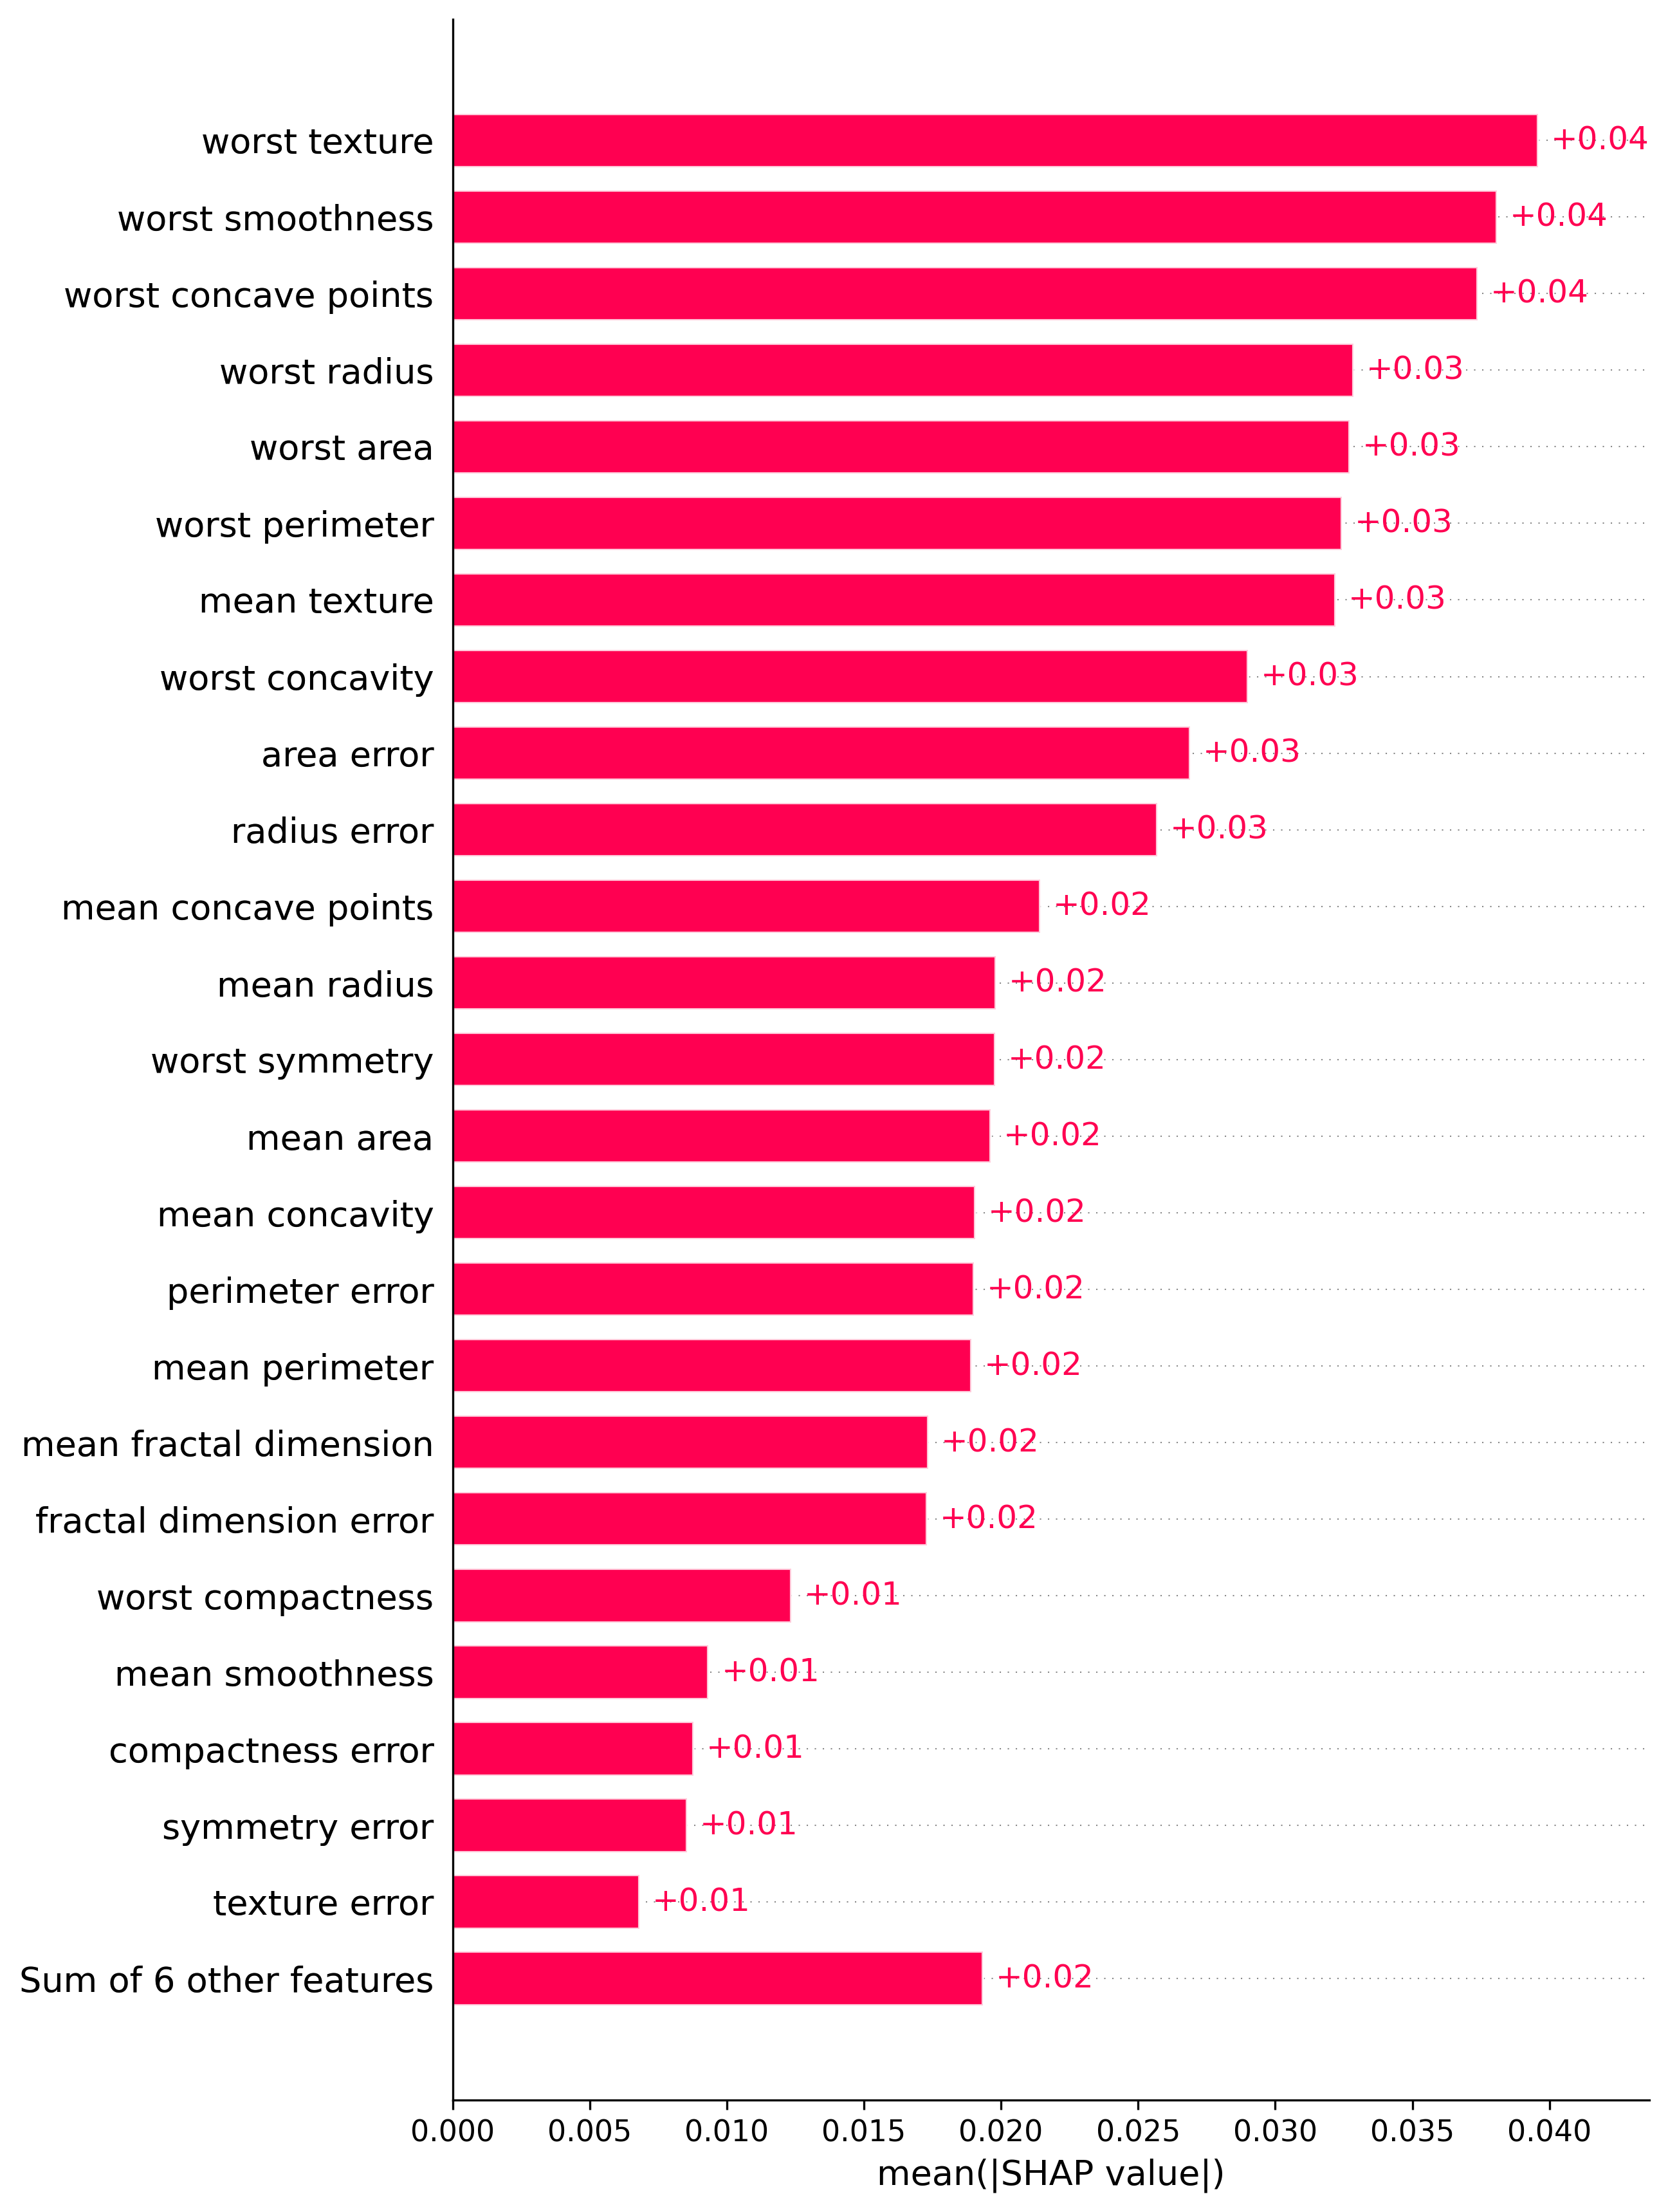 worst texture +0.04
worst smoothness +0.04
worst concave points +0.04
worst radius +0.03
worst area +0.03
worst perimeter +0.03
mean texture +0.03
worst concavity +0.03
area error +0.03
radius error +0.03
mean concave points +0.02
mean radius +0.02
worst symmetry +0.02
mean area +0.02
mean concavity +0.02
perimeter error +0.02
mean perimeter +0.02
mean fractal dimension +0.02
fractal dimension error +0.02
worst compactness +0.01
mean smoothness +0.01
compactness error +0.01
symmetry error +0.01
texture error +0.01
Sum of 6 other features +0.02
0.000 0.005 0.010 0.015 0.020 0.025 0.030 0.035 0.040
mean(|SHAP value|)